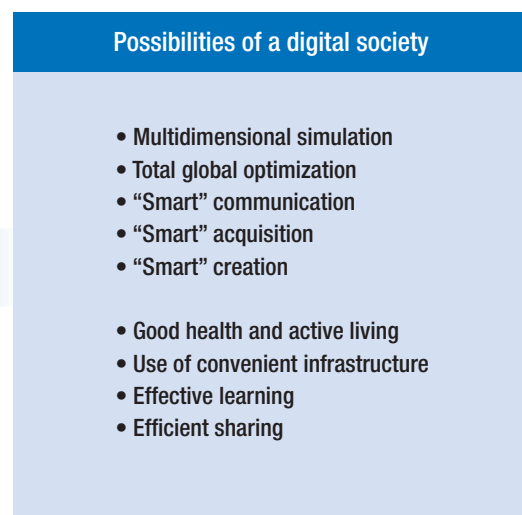 Possibilities of a digital society
• Multidimensional simulation
• Total global optimization
• “Smart” communication
• “Smart” acquisition
• “Smart” creation
• Good health and active living
• Use of convenient infrastructure
• Effective learning
• Efficient sharing